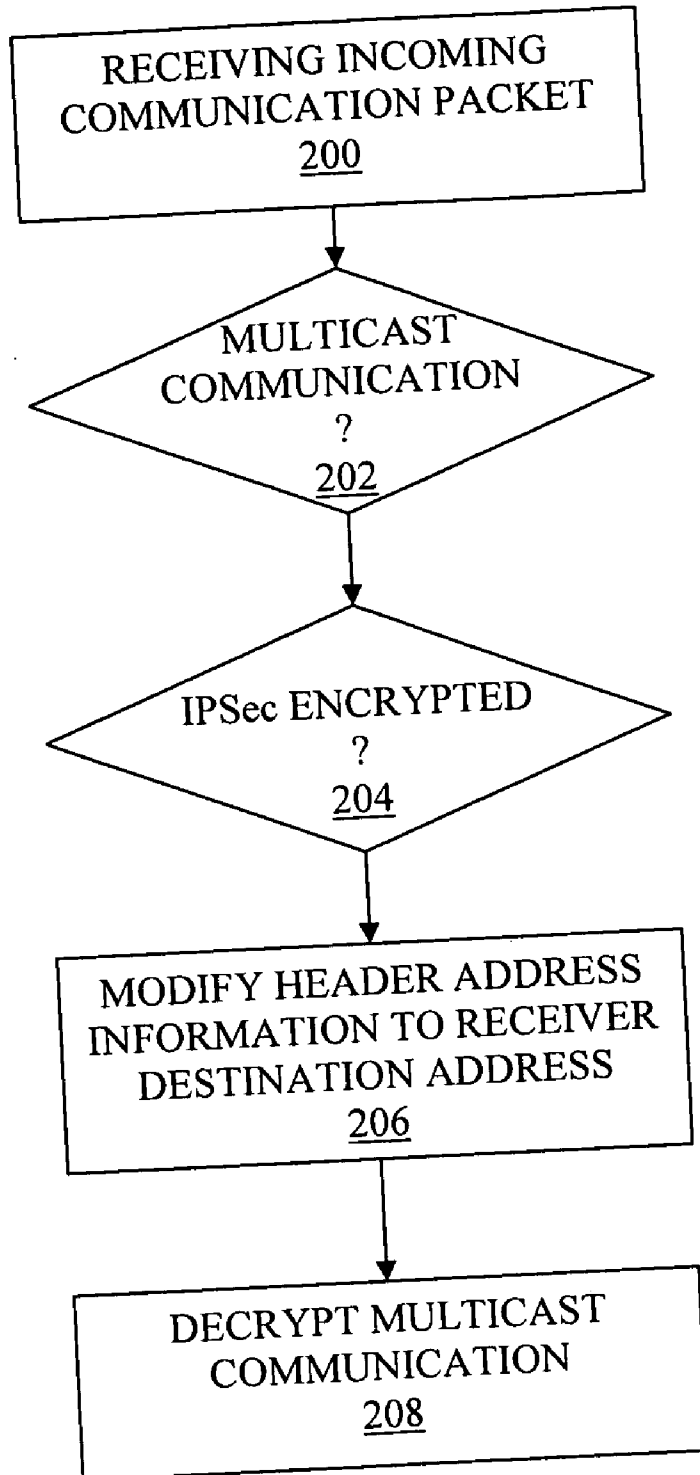 RECEIVING INCOMING
COMMUNICATION PACKET
200
MULTICAST
COMMUNICATION
?
202
IPSec ENCRYPTED
?
204
MODIFY HEADER ADDRESS
INFORMATION TO RECEIVER
DESTINATION ADDRESS
206
DECRYPT MULTICAST
COMMUNICATION
208